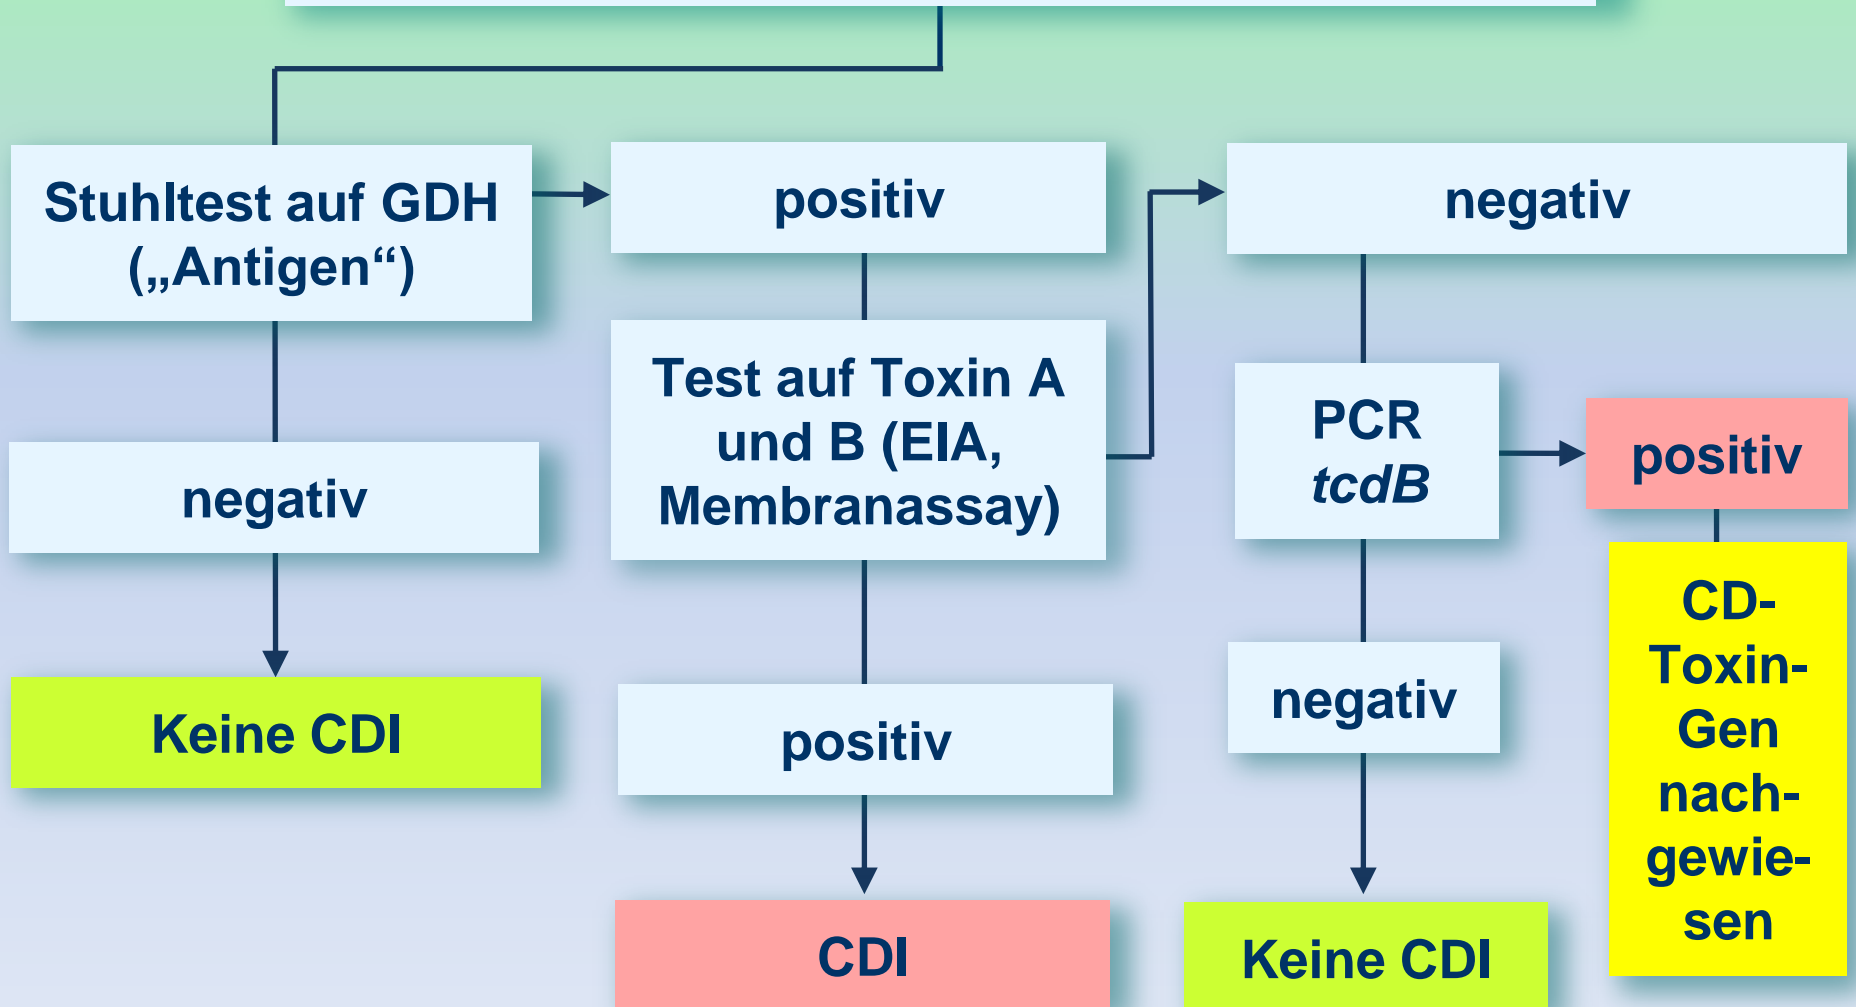 Stuhltest auf GDH
(„Antigen“)
negativ
Keine CDI
positiv
Test auf Toxin A
und B (EIA,
Membranassay)
positiv
CDI
negativ
PCR
tcdB
negativ
Keine CDI
positiv
CD-
Toxin-
Gen
nach-
gewie-
sen